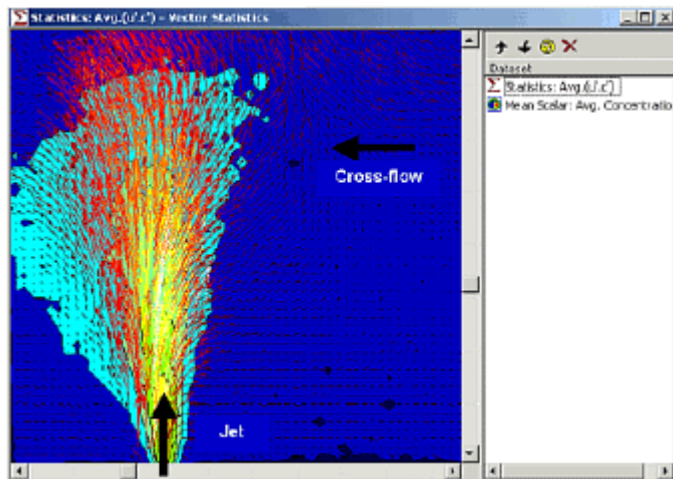 Statistics: Avg.(u'.c') - Vector Statistics
Dataset
Statistics: Avg.(u'.c')
Mean Scalar: Avg. Concentratio
Cross-flow
Jet